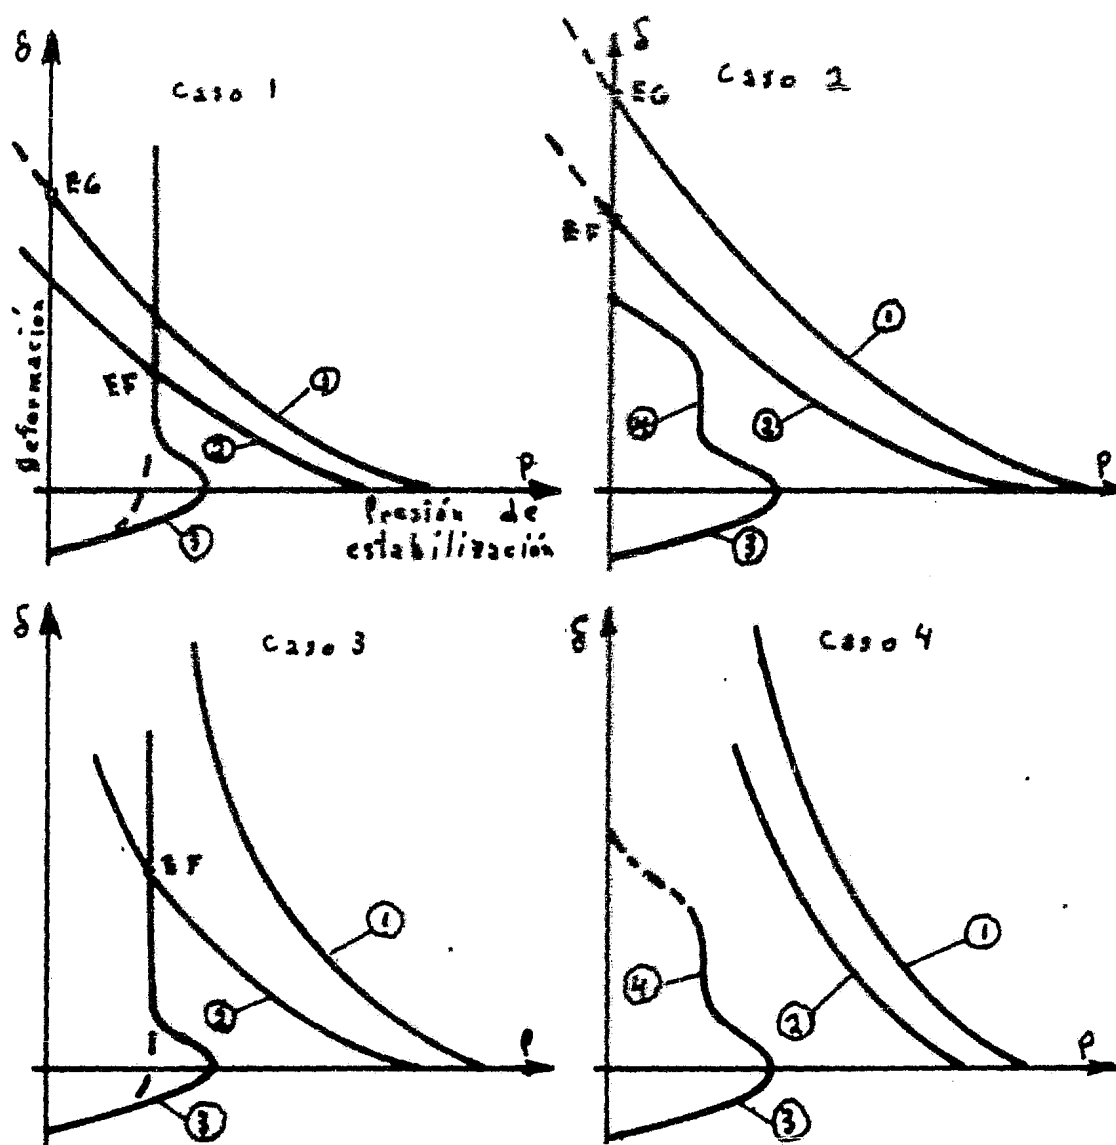 δ
Caso 1
EG
deformación
EF
①
②
P
Presión de
estabilización
③
δ
Caso 2
EG
EF
①
④
②
P
③
δ
Caso 3
EF
①
②
P
③
δ
Caso 4
①
④
②
P
③